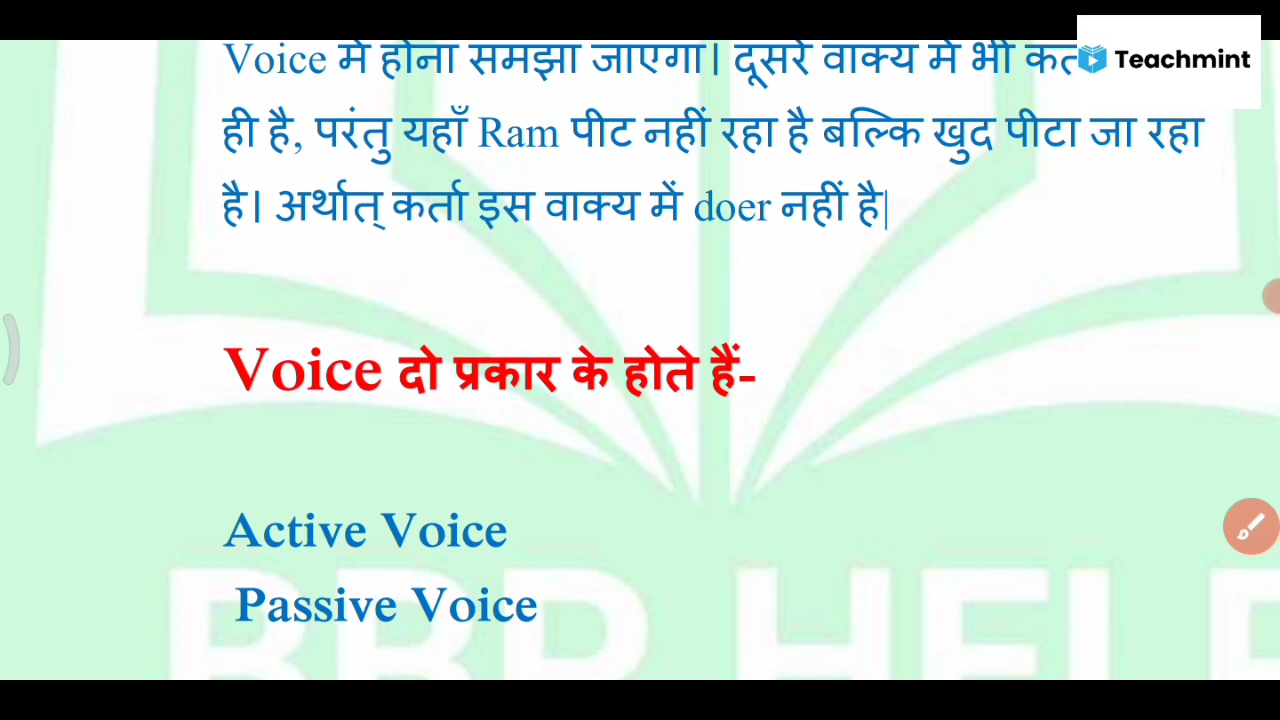 Voice में होना समझा जाएगा। दूसरे वाक्य में भी
Teachmint
ही है, परंतु यहाँ Ram पीट नहीं रहा है बल्कि खुद पीटा जा रहा
है। अर्थात् कर्ता इस वाक्य में doer नहीं है|
Voice दो प्रकार के होते हैं-
Active Voice
Passive Voice